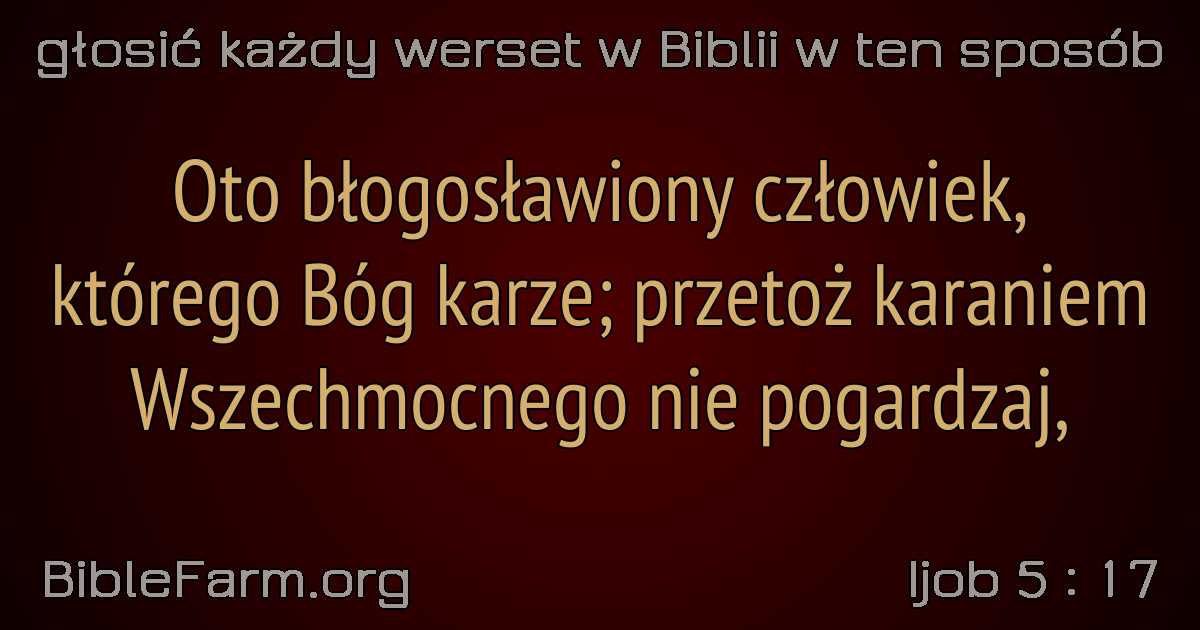 głosić każdy werset w Biblii w ten sposób
Oto błogosławiony człowiek,
którego Bóg karze; przetoż karaniem
Wszechmocnego nie pogardzaj,
BibleFarm.org
Ijob 5 : 17